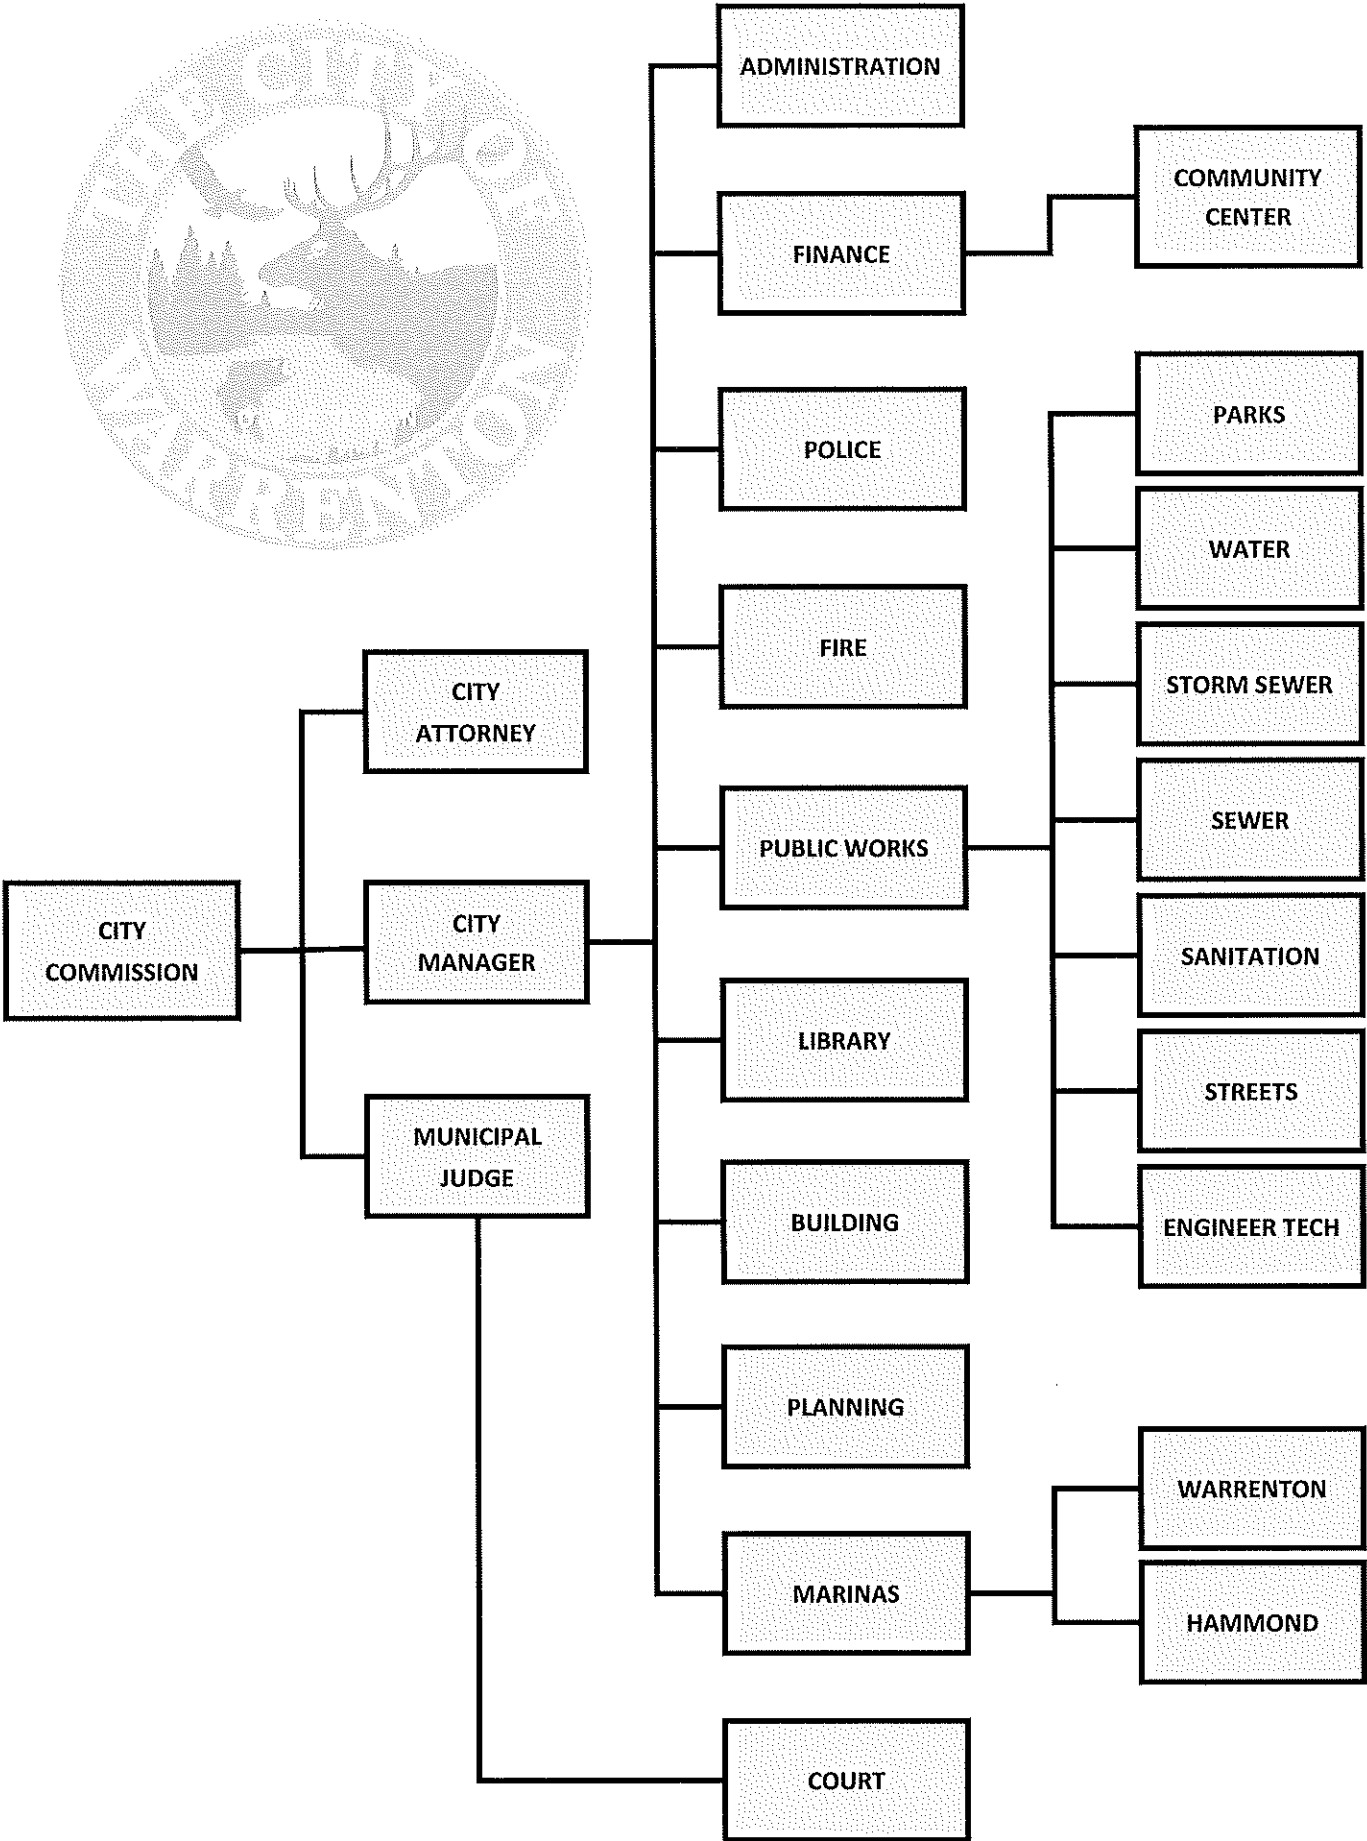 THE CITY OF
WARRENTON
ADMINISTRATION
COMMUNITY
CENTER
FINANCE
PARKS
POLICE
WATER
FIRE
STORM SEWER
CITY
ATTORNEY
SEWER
PUBLIC WORKS
CITY
COMMISSION
CITY
MANAGER
SANITATION
LIBRARY
STREETS
MUNICIPAL
JUDGE
BUILDING
ENGINEER TECH
PLANNING
WARRENTON
MARINAS
HAMMOND
COURT